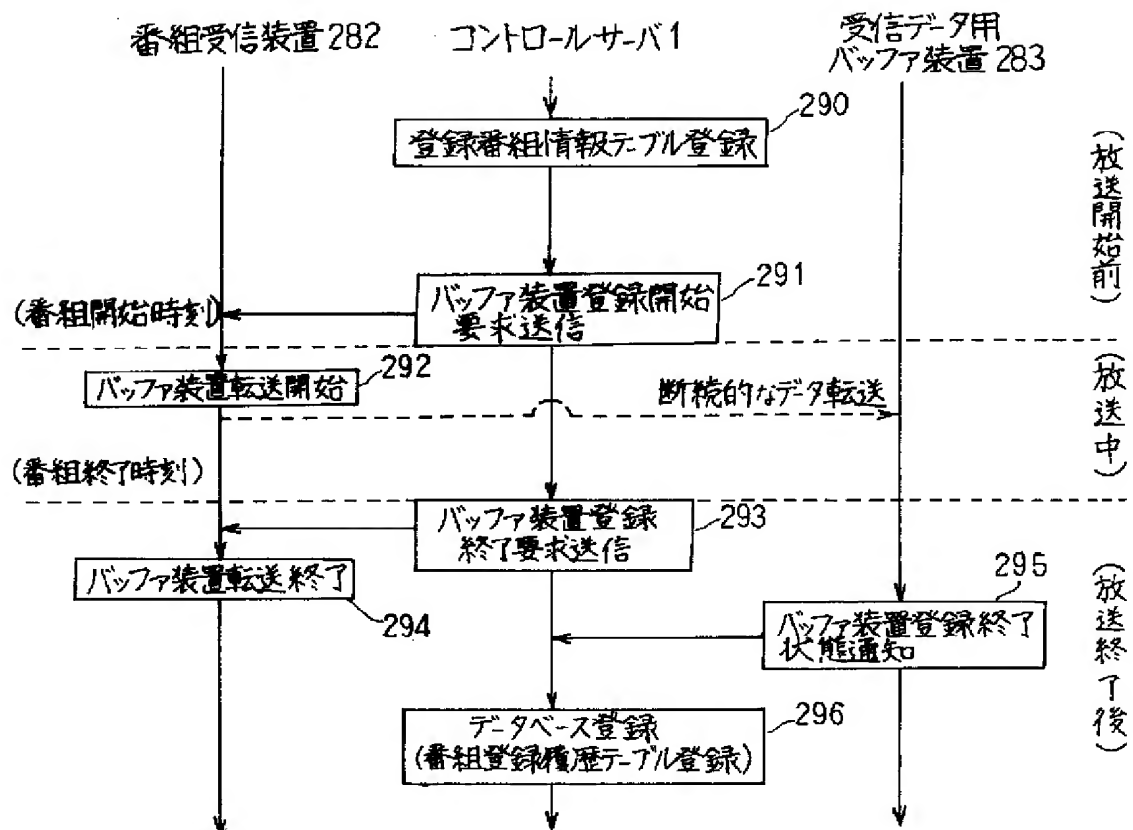 番組受信装置282
コントロールサーバ1
受信データ用
バッファ装置283
290
登録番組情報テーブル登録
(放送開始前)
291
バッファ装置登録開始
要求送信
(番組開始時刻)
292
バッファ装置転送開始
断続的なデータ転送
(放送中)
(番組終了時刻)
293
バッファ装置登録
終了要求送信
バッファ装置転送終了
294
295
バッファ装置登録終了
状態通知
(放送終了後)
296
データベース登録
(番組登録履歴テーブル登録)